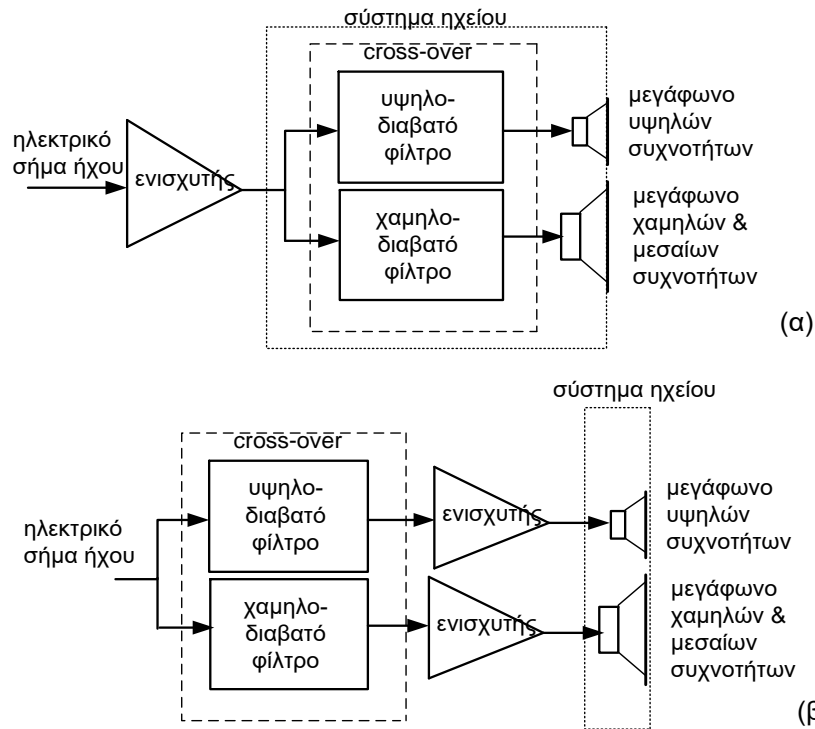 σύστημα ηχείου
cross-over
ηλεκτρικό
σήμα ήχου
ενισχυτής
υψηλο-
διαβατό
φίλτρο
χαμηλο-
διαβατό
φίλτρο
μεγάφωνο
υψηλών
συχνοτήτων
μεγάφωνο
χαμηλών &
μεσαίων
συχνοτήτων
(α)
σύστημα ηχείου
cross-over
ηλεκτρικό
σήμα ήχου
υψηλο-
διαβατό
φίλτρο
χαμηλο-
διαβατό
φίλτρο
ενισχυτής
ενισχυτής
μεγάφωνο
υψηλών
συχνοτήτων
μεγάφωνο
χαμηλών &
μεσαίων
συχνοτήτων
(β